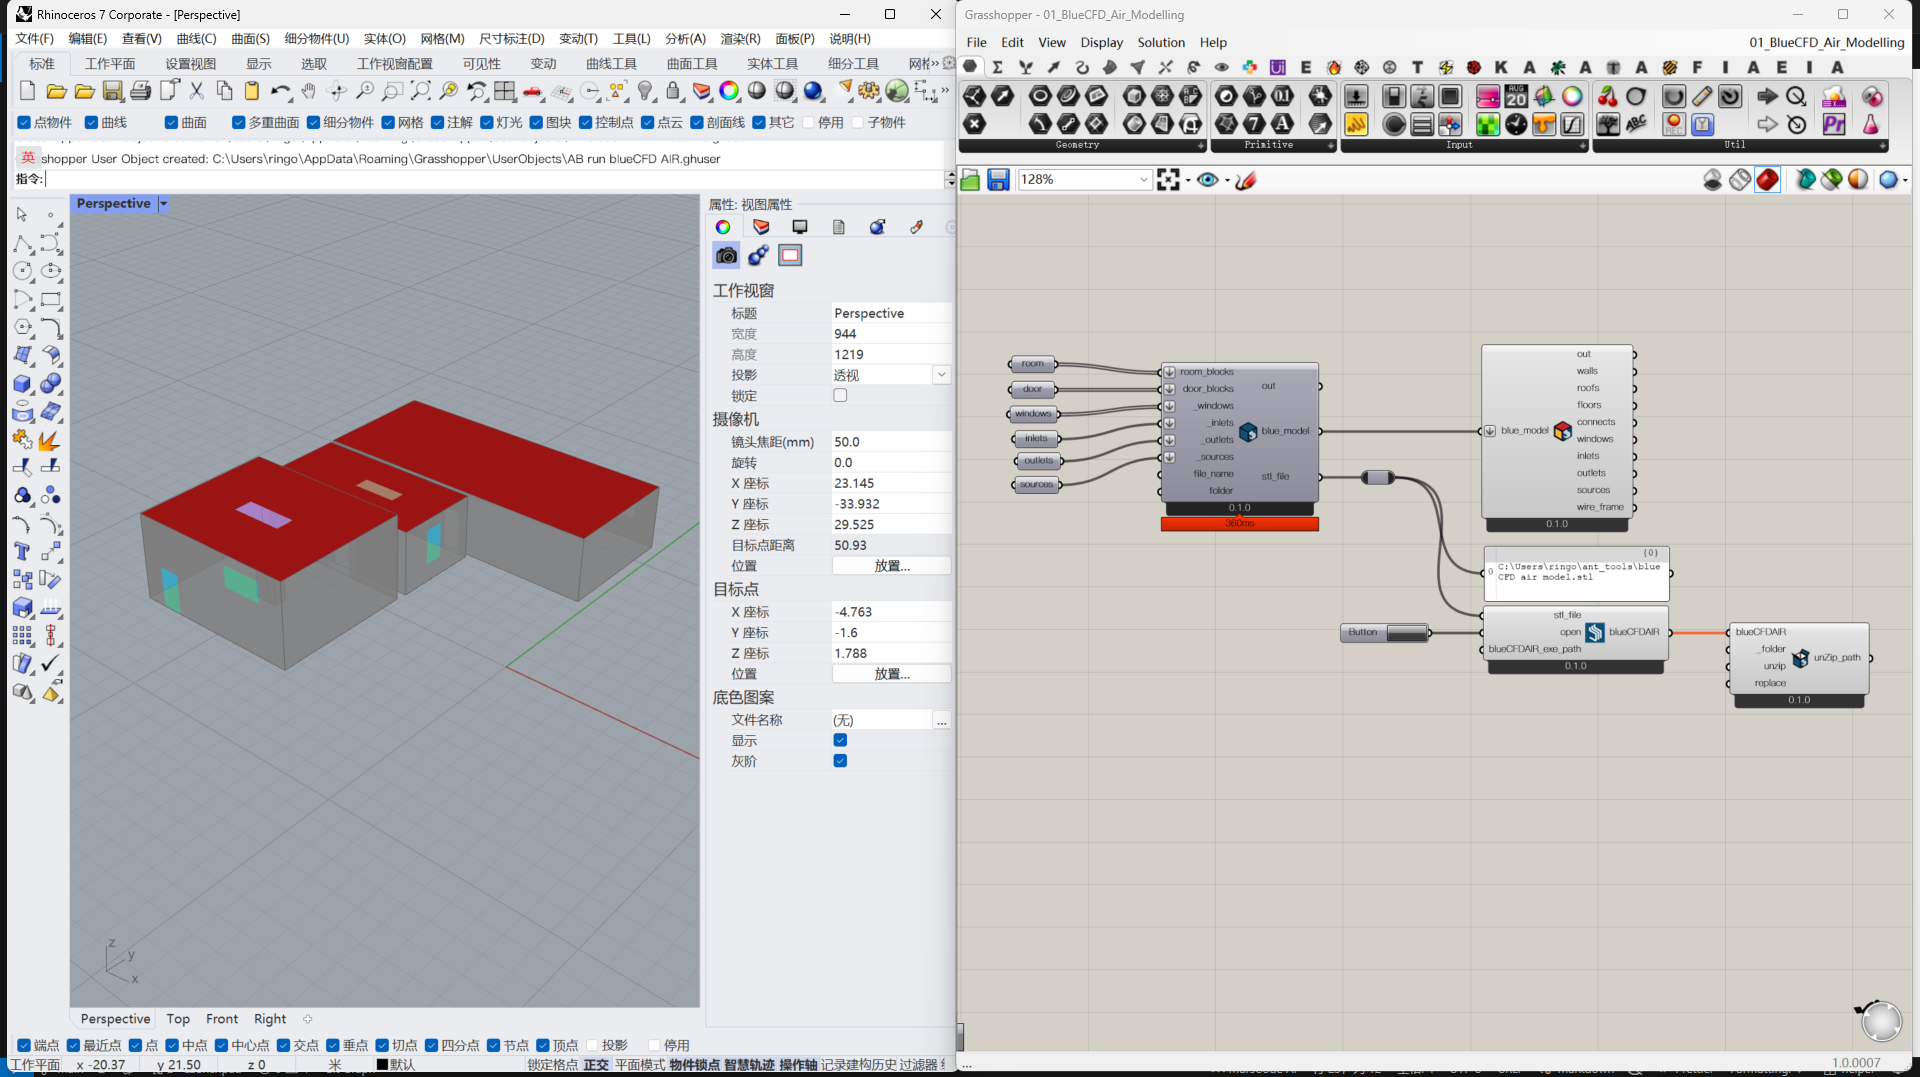 Rhinoceros 7 Corporate - [Perspective]
文件(F) 编辑(E) 查看(V) 曲线(C) 曲面(S) 细分物件(U) 实体(O) 网格(M) 尺寸标注(D) 变动(T) 工具(L) 分析(A) 渲染(R) 面板(P) 说明(H)
标准 工作平面 设置视图 显示 选取 工作视窗配置 可见性 变动 曲线工具 曲面工具 实体工具 细分工具
点物件 曲线 曲面 多重曲面 细分物件 网格 注解 灯光 图块 控制点 点云 剖面线 其它 停用 子物件
英 shopper User Object created: C:\Users\ringo\AppData\Roaming\Grasshopper\UserObjects\AB run blueCFD AIR.ghuser
指令:
Perspective
z
y
x
Perspective Top Front Right
属性: 视图属性
工作视窗
标题 Perspective
宽度 944
高度 1219
投影 透视
锁定
摄像机
镜头焦距(mm) 50.0
旋转 0.0
X 座标 23.145
Y 座标 -33.932
Z 座标 29.525
目标点距离 50.93
位置 放置...
目标点
X 座标 -4.763
Y 座标 -1.6
Z 座标 1.788
位置 放置...
底色图案
文件名称 (无) ...
显示
灰阶
端点 最近点 点 中点 中心点 交点 垂点 切点 四分点 节点 顶点 投影 停用
工作平面 x -20.37 y 21.50 z 0 米 默认 锁定格点 正交 平面模式 物件锁点 智慧轨迹 操作轴 记录建构历史 过滤器
Grasshopper - 01_BlueCFD_Air_Modelling
File Edit View Display Solution Help 01_BlueCFD_Air_Modelling
Geometry Primitive Input Util
128%
room
door
windows
inlets
outlets
sources
room_blocks
door_blocks
_windows
_inlets
_outlets
_sources
file_name
folder
out
blue_model
stl_file
0.1.0
360ms
blue_model
out
walls
roofs
floors
connects
windows
inlets
outlets
sources
wire_frame
0.1.0
{0}
0 C:\Users\ringo\ant_tools\blue
CFD air model.stl
Button
stl_file
open
blueCFDAIR_exe_path
blueCFDAIR
0.1.0
blueCFDAIR
_folder
unzip
replace
unZip_path
0.1.0
...
1.0.0007